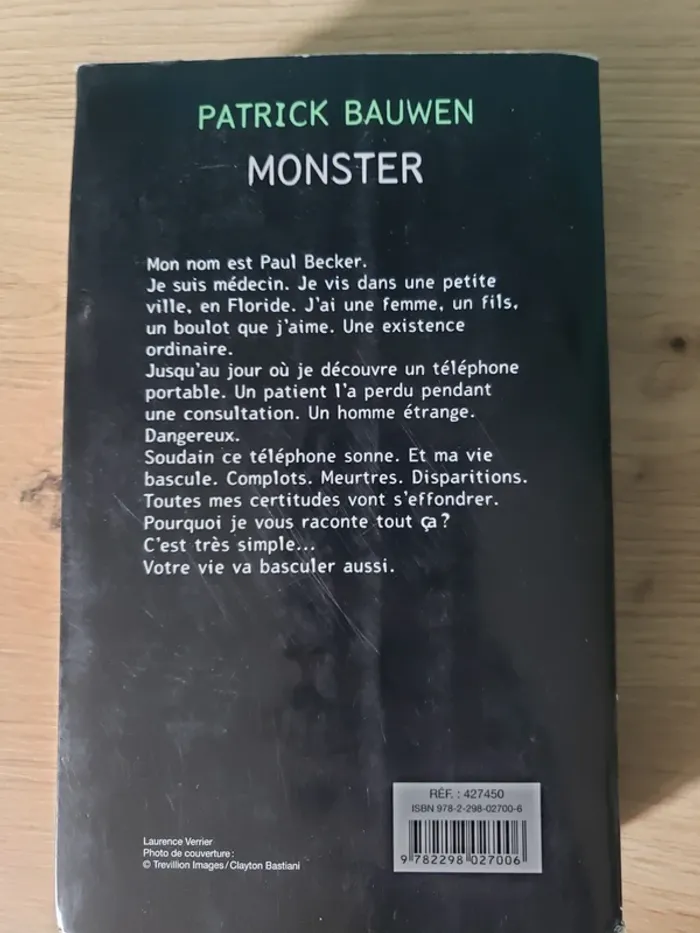 PATRICK BAUWEN
MONSTER
Mon nom est Paul Becker.
Je suis médecin. Je vis dans une petite
ville, en Floride. J'ai une femme, un fils,
un boulot que j'aime. Une existence
ordinaire.
Jusqu'au jour où je découvre un téléphone
portable. Un patient l'a perdu pendant
une consultation. Un homme étrange.
Dangereux.
Soudain ce téléphone sonne. Et ma vie
bascule. Complots. Meurtres. Disparitions.
Toutes mes certitudes vont s'effondrer.
Pourquoi je vous raconte tout ça ?
C'est très simple...
Votre vie va basculer aussi.
RÉF. : 427450
ISBN 978-2-298-02700-6
9 782298 027006
Laurence Verrier
Photo de couverture :
© Trevillion Images / Clayton Bastiani